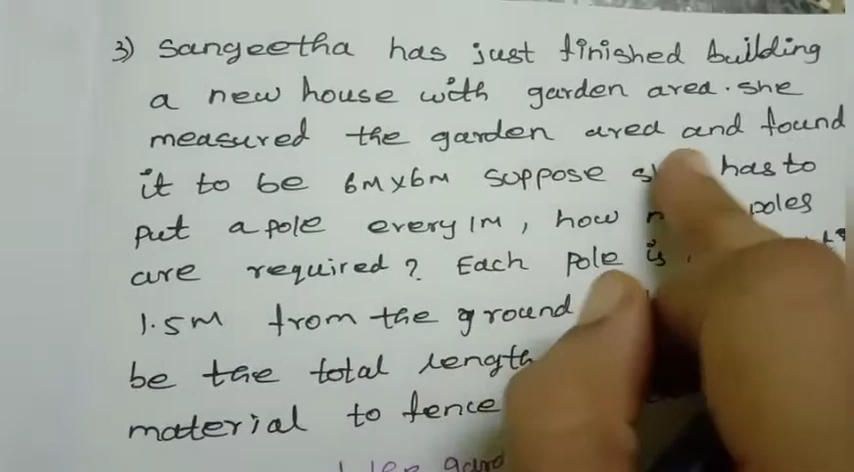 3) Sangeetha has just finished building
a new house with garden area. she
measured the garden area and found
it to be 6M x 6M suppose has to
put a pole every 1M, how poles
are required? Each pole is
1.5M from the ground
be the total length
material to fence